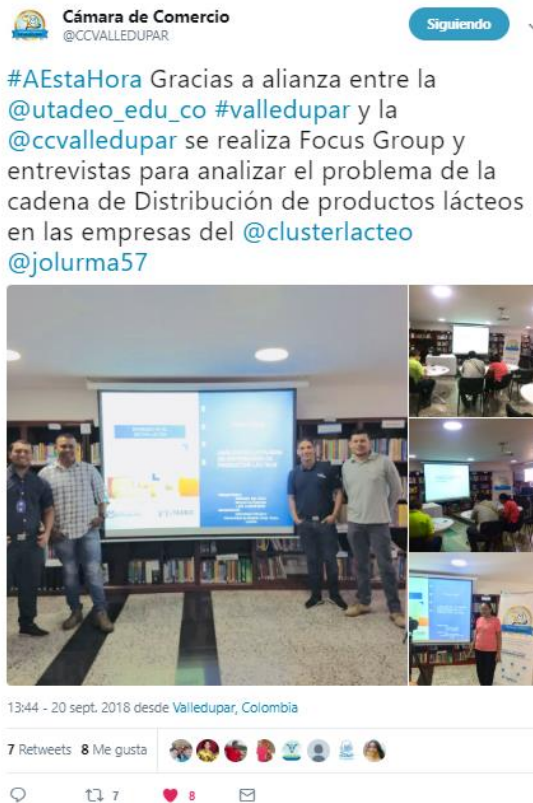 Cámara de Comercio
@CCVALLEDUPAR
Siguiendo
#AEstaHora Gracias a alianza entre la
@utadeo_edu_co #valledupar y la
@ccvalledupar se realiza Focus Group y
entrevistas para analizar el problema de la
cadena de Distribución de productos lácteos
en las empresas del @clusterlacteo
@jolurma57
13:44 - 20 sept. 2018 desde Valledupar, Colombia
7 Retweets 8 Me gusta
7 8